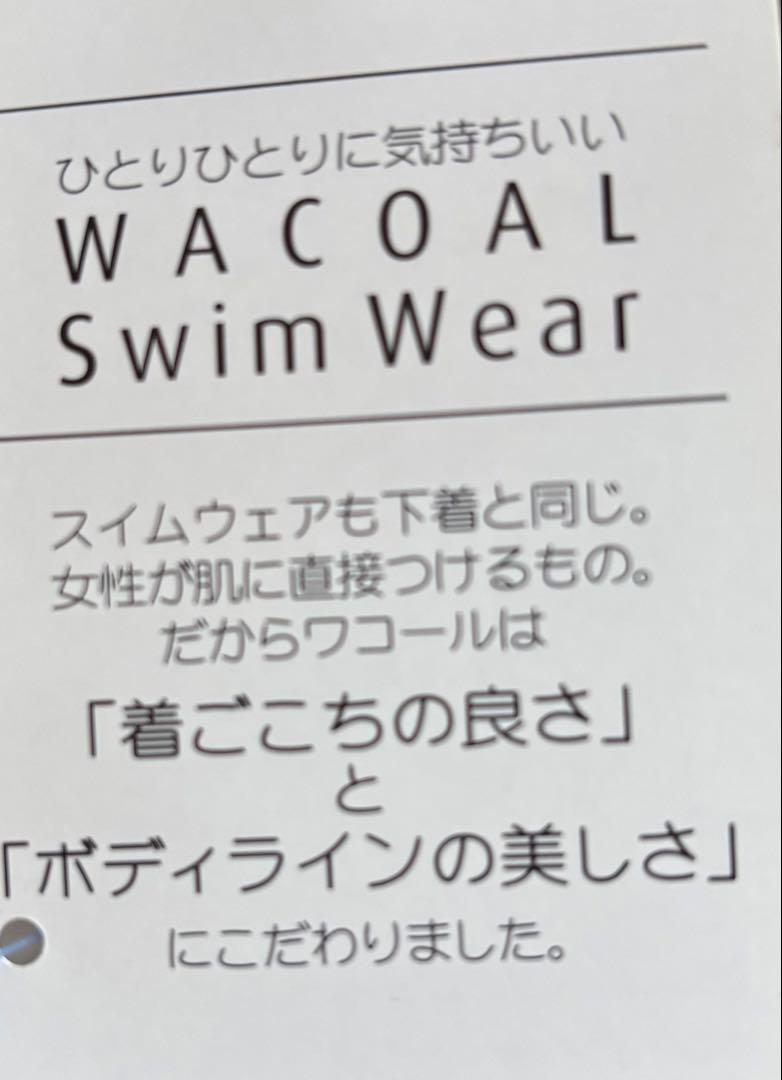 ひとりひとりに気持ちいい
WACOAL
Swim Wear
スイムウェアも下着と同じ。
女性が肌に直接つけるもの。
だからワコールは
「着ごこちの良さ」
と
「ボディラインの美しさ」
にこだわりました。